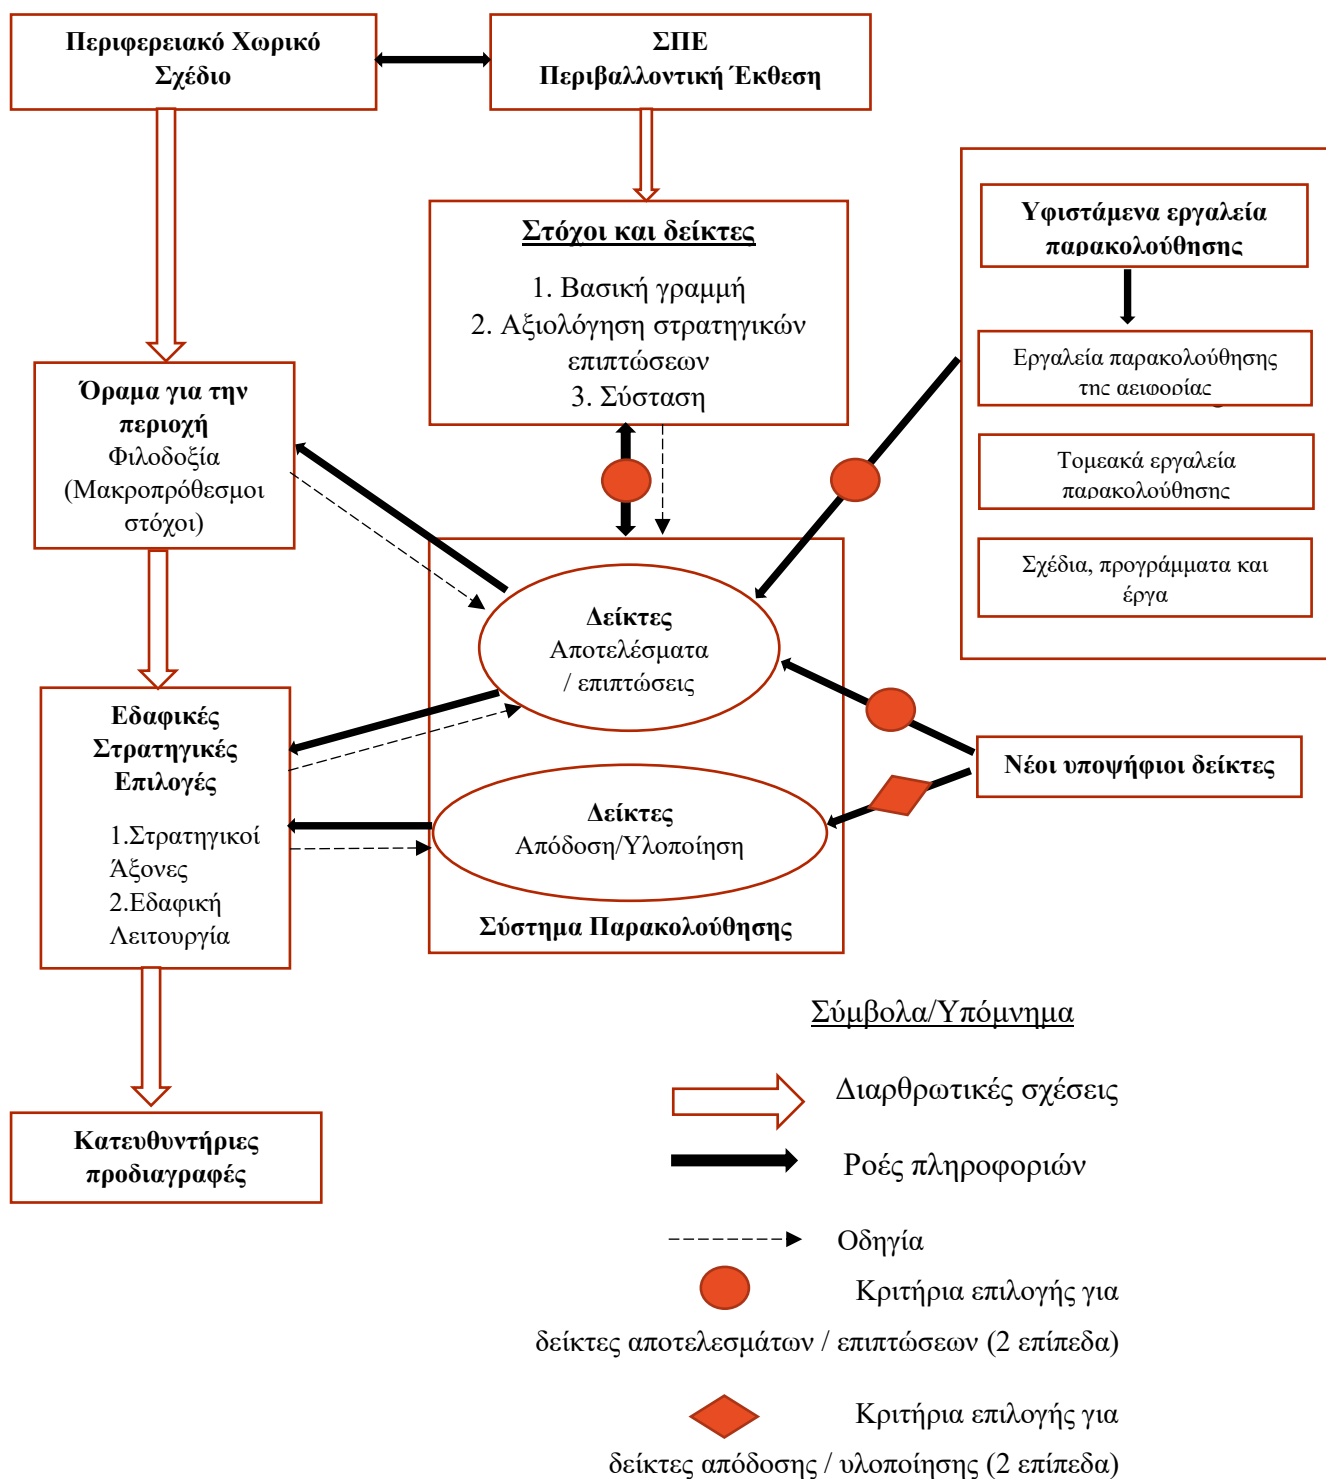 Περιφερειακό Χωρικό
Σχέδιο
ΣΠΕ
Περιβαλλοντική Έκθεση
Στόχοι και δείκτες
1. Βασική γραμμή
2. Αξιολόγηση στρατηγικών
επιπτώσεων
3. Σύσταση
Υφιστάμενα εργαλεία
παρακολούθησης
Εργαλεία παρακολούθησης
της αειφορίας
Τομεακά εργαλεία
παρακολούθησης
Σχέδια, προγράμματα και
έργα
Όραμα για την
περιοχή
Φιλοδοξία
(Μακροπρόθεσμοι
στόχοι)
Δείκτες
Αποτελέσματα
/ επιπτώσεις
Εδαφικές
Στρατηγικές
Επιλογές
1.Στρατηγικοί
Άξονες
2.Εδαφική
Λειτουργία
Δείκτες
Απόδοση/Υλοποίηση
Σύστημα Παρακολούθησης
Νέοι υποψήφιοι δείκτες
Κατευθυντήριες
προδιαγραφές
Σύμβολα/Υπόμνημα
Διαρθρωτικές σχέσεις
Ροές πληροφοριών
Οδηγία
Κριτήρια επιλογής για
δείκτες αποτελεσμάτων / επιπτώσεων (2 επίπεδα)
Κριτήρια επιλογής για
δείκτες απόδοσης / υλοποίησης (2 επίπεδα)